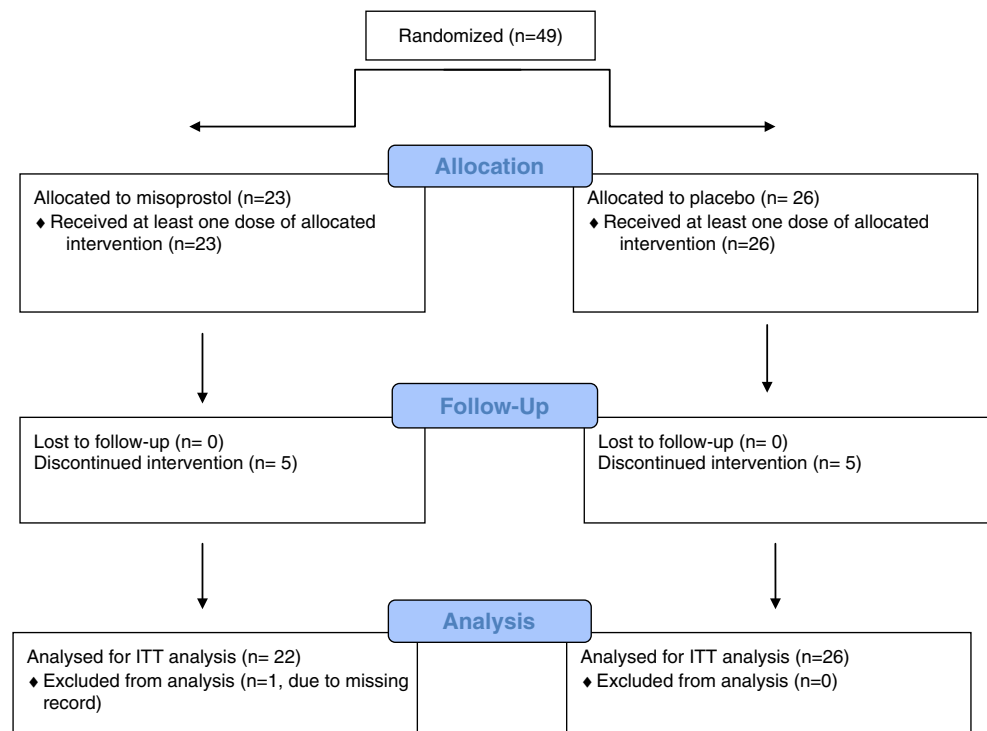 Randomized (n=49)
Allocation
Allocated to misoprostol (n=23)
♦ Received at least one dose of allocated
intervention (n=23)
Allocated to placebo (n= 26)
♦ Received at least one dose of allocated
intervention (n=26)
Follow-Up
Lost to follow-up (n= 0)
Discontinued intervention (n= 5)
Lost to follow-up (n= 0)
Discontinued intervention (n= 5)
Analysis
Analysed for ITT analysis (n= 22)
♦ Excluded from analysis (n=1, due to missing
record)
Analysed for ITT analysis (n=26)
♦ Excluded from analysis (n=0)